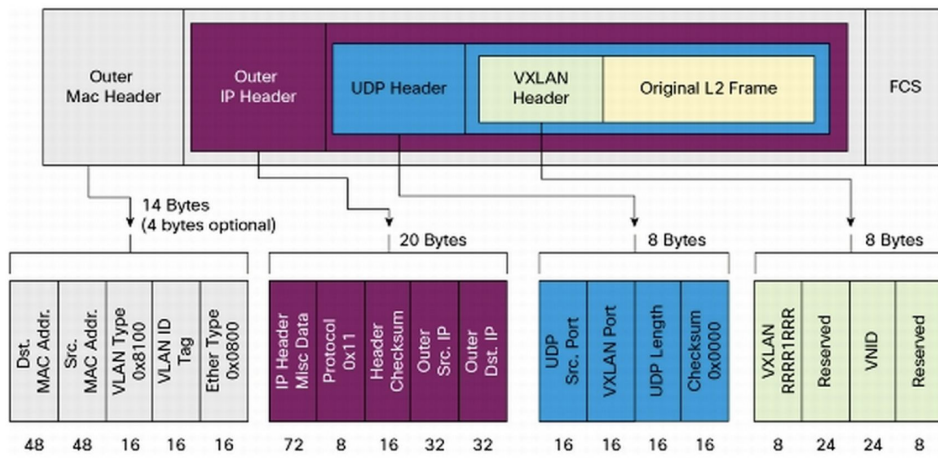 Outer
Mac Header
Outer
IP Header
UDP Header
VXLAN
Header
Original L2 Frame
FCS
14 Bytes
(4 bytes optional)
20 Bytes
8 Bytes
8 Bytes
Dst.
MAC Addr.
Src.
MAC Addr.
VLAN Type
0x8100
VLAN ID
Tag
Ether Type
0x0800
IP Header
Misc Data
Protocol
0x11
Header
Checksum
Outer
Src. IP
Outer
Dst. IP
UDP
Src. Port
VXLAN Port
UDP Length
Checksum
0x0000
VXLAN
RRRR1RRR
Reserved
VNID
Reserved
48 48 16 16 16 72 8 16 32 32 16 16 16 16 8 24 24 8